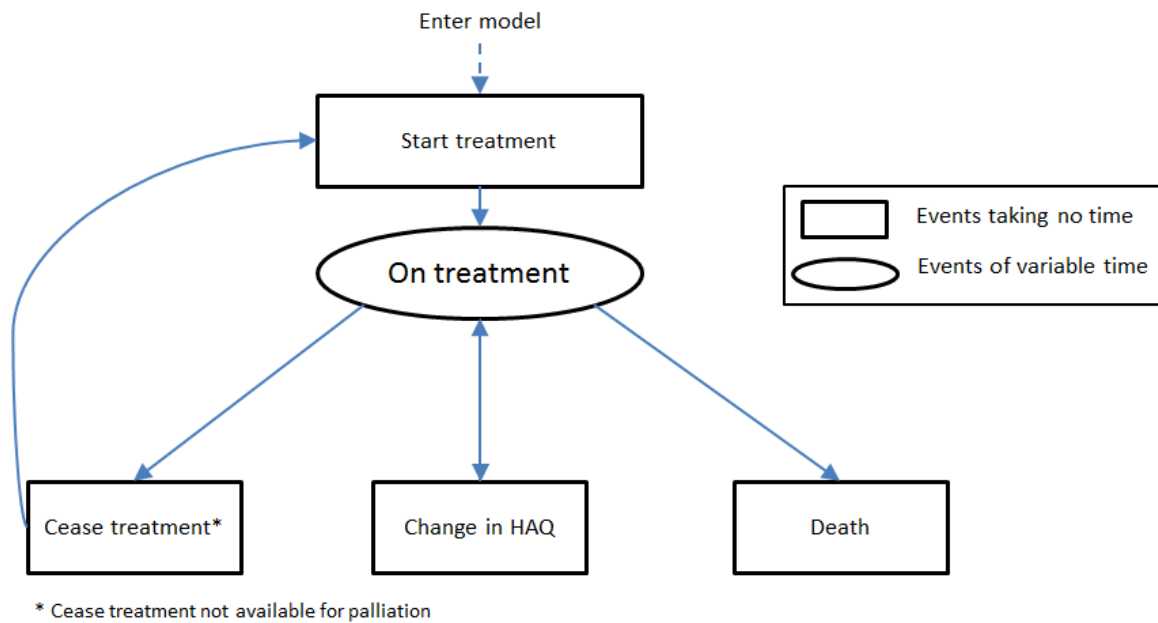 Enter model
Start treatment
Events taking no time
On treatment
Events of variable time
Cease treatment*
Change in HAQ
Death
* Cease treatment not available for palliation